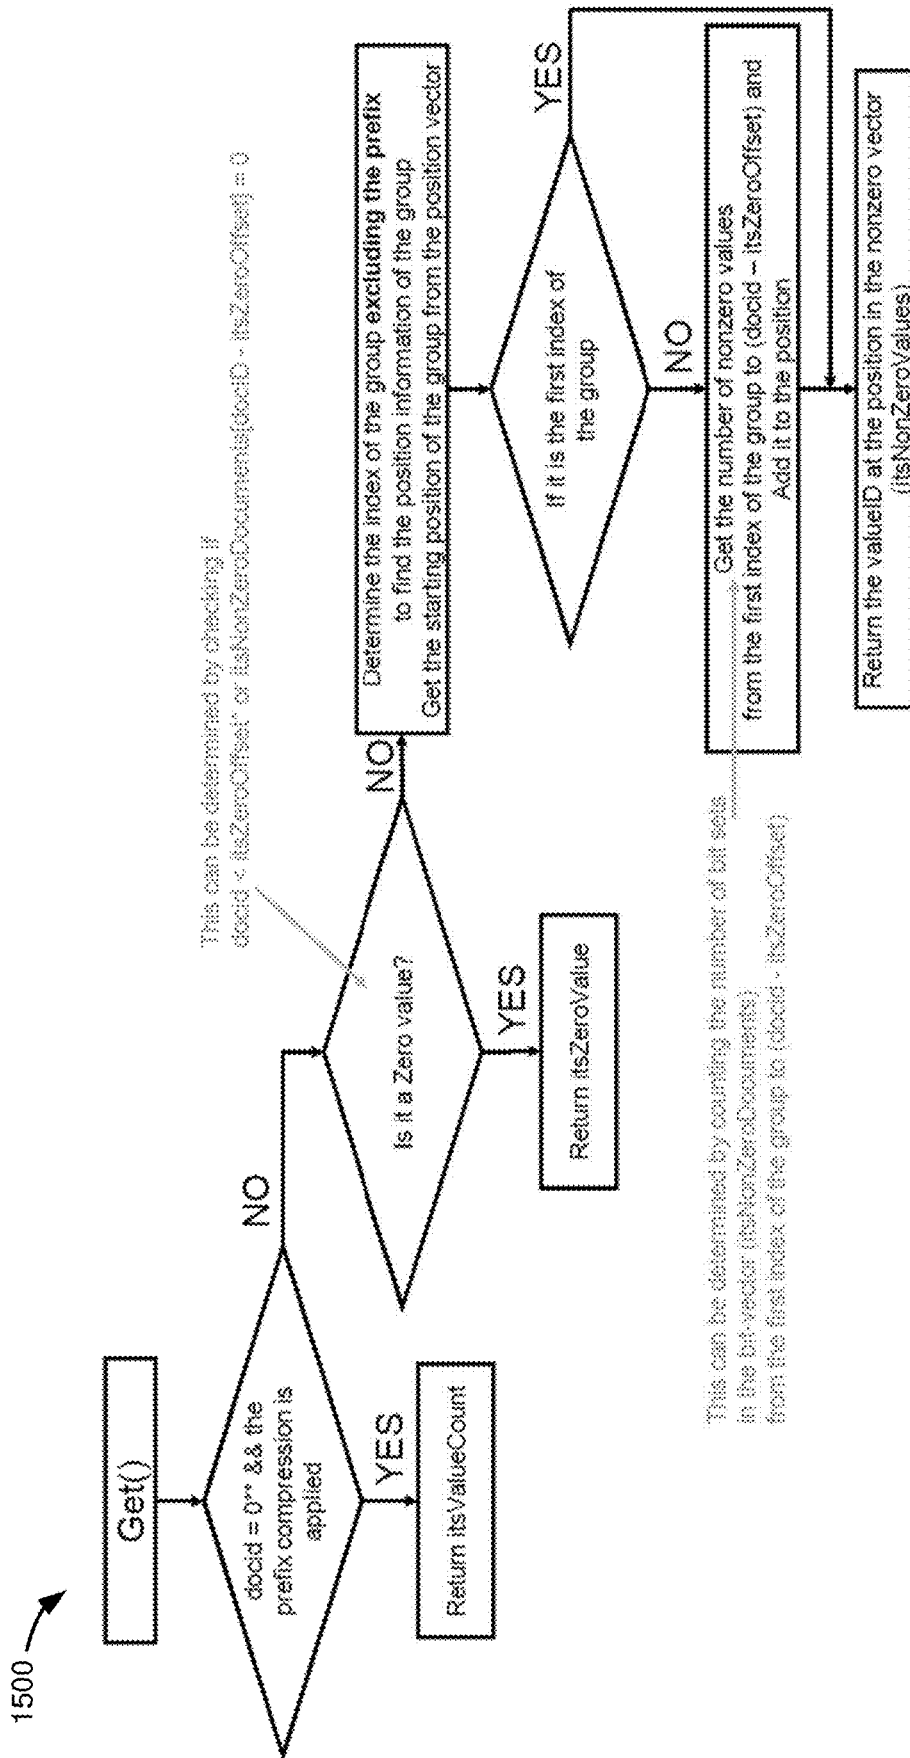 1500
Get()
docid = 0** && the
prefix compression is
applied
NO
YES
Return itsValueCount
This can be determined by checking if
docid < itsZeroOffset* or itsNonZeroDocuments[docID - itsZeroOffset] = 0
Is it a Zero value?
NO
YES
Return itsZeroValue
Determine the index of the group excluding the prefix
to find the position information of the group
Get the starting position of the group from the position vector
If it is the first index of
the group
YES
NO
This can be determined by counting the number of bit sets
in the bit-vector (itsNonZeroDocuments)
from the first index of the group to (docid - itsZeroOffset)
Get the number of nonzero values
from the first index of the group to (docid – itsZeroOffset) and
Add it to the position
Return the valueID at the position in the nonzero vector
(itsNonZeroValues)